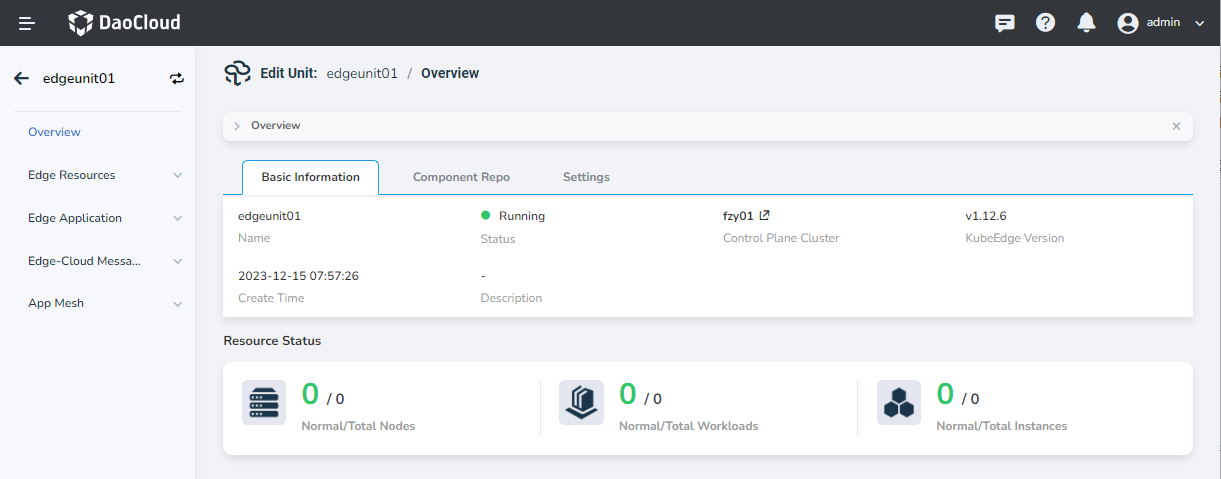 DaoCloud
admin
edgeunit01
Overview
Edge Resources
Edge Application
Edge-Cloud Messa...
App Mesh
Edit Unit: edgeunit01 / Overview
Overview
Basic Information Component Repo Settings
edgeunit01 Running fzy01 v1.12.6
Name Status Control Plane Cluster KubeEdge Version
2023-12-15 07:57:26 -
Create Time Description
Resource Status
0 / 0 0 / 0 0 / 0
Normal/Total Nodes Normal/Total Workloads Normal/Total Instances